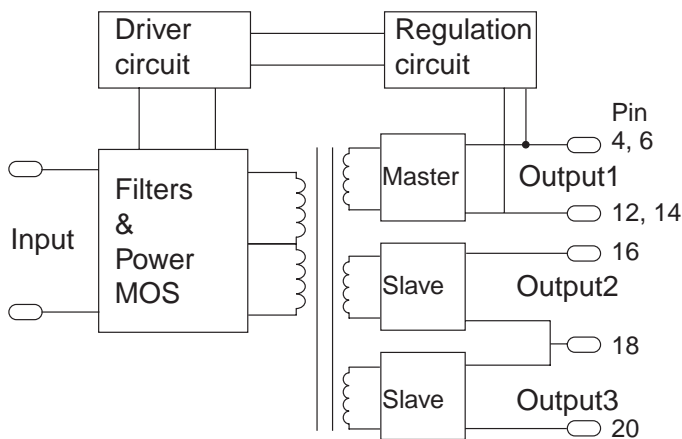 Driver
circuit
Regulation
circuit
Pin
4, 6
Master
Output1
12, 14
Filters
&
Power
MOS
Input
16
Slave
Output2
18
Slave
Output3
20